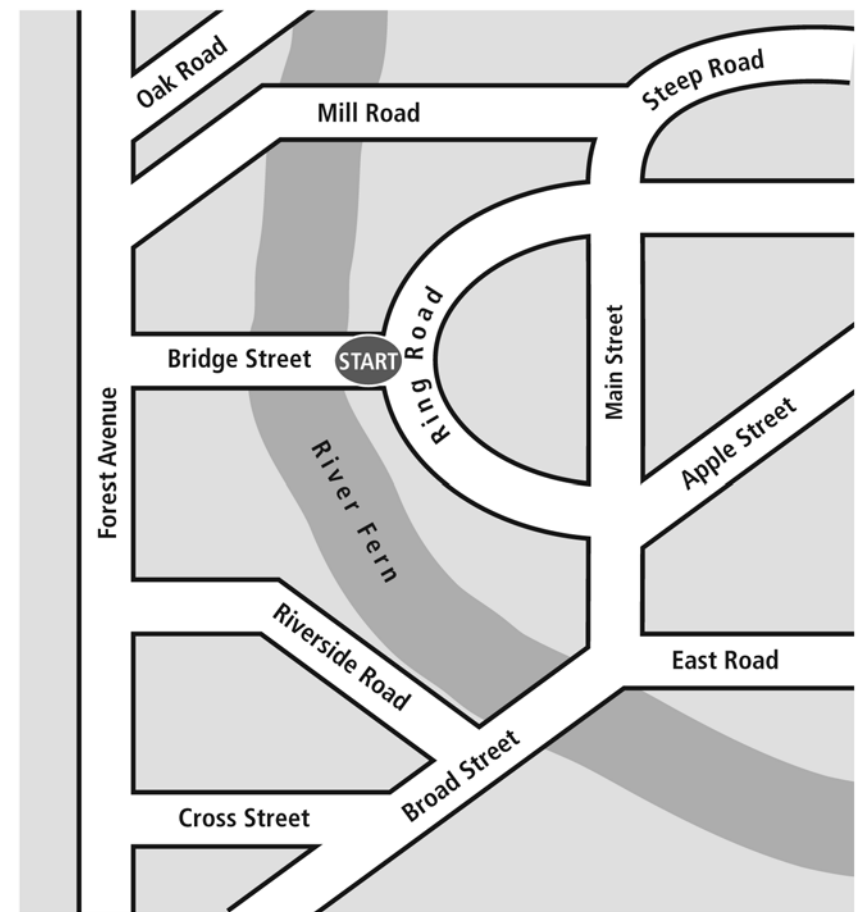 Oak Road
Steep Road
Mill Road
Ring Road
Main Street
Bridge Street
START
Forest Avenue
Apple Street
River Fern
Riverside Road
East Road
Broad Street
Cross Street